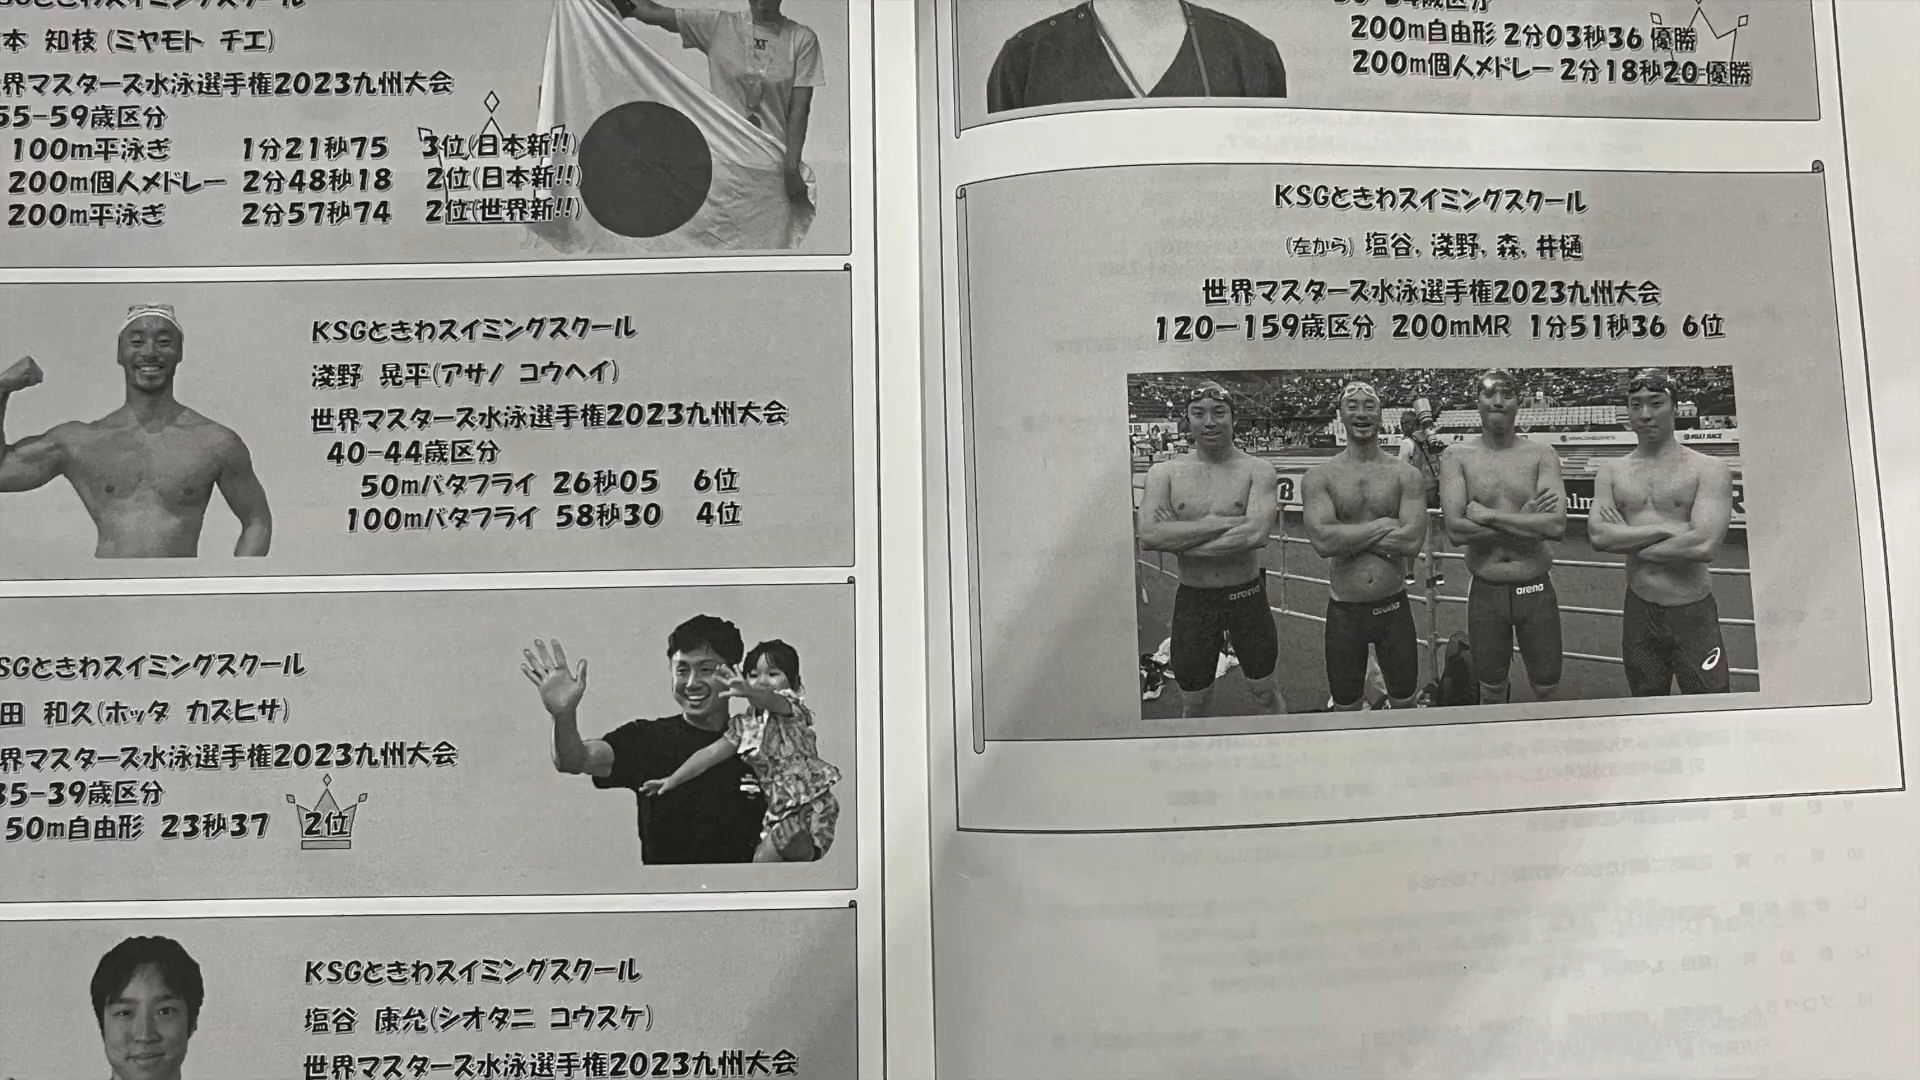 SGときわスイミングスクール
本 知枝 (ミヤモト チエ)
界マスターズ水泳選手権2023九州大会
55-59歳区分
100m平泳ぎ 1分21秒75 3位(日本新!!)
200m個人メドレー 2分48秒18 2位(日本新!!)
200m平泳ぎ 2分57秒74 2位(世界新!!)
KSGときわスイミングスクール
淺野 晃平(アサノ コウヘイ)
世界マスターズ水泳選手権2023九州大会
40-44歳区分
50mバタフライ 26秒05 6位
100mバタフライ 58秒30 4位
SGときわスイミングスクール
田 和久(ホッタ カズヒサ)
界マスターズ水泳選手権2023九州大会
35-39歳区分
50m自由形 23秒37 2位
KSGときわスイミングスクール
塩谷 康允(シオタニ コウスケ)
世界マスターズ水泳選手権2023九州大会
200m自由形 2分03秒36 優勝
200m個人メドレー 2分18秒20 優勝
KSGときわスイミングスクール
(左から) 塩谷, 淺野, 森, 井樋
世界マスターズ水泳選手権2023九州大会
120-159歳区分 200mMR 1分51秒36 6位
arena
arena
arena